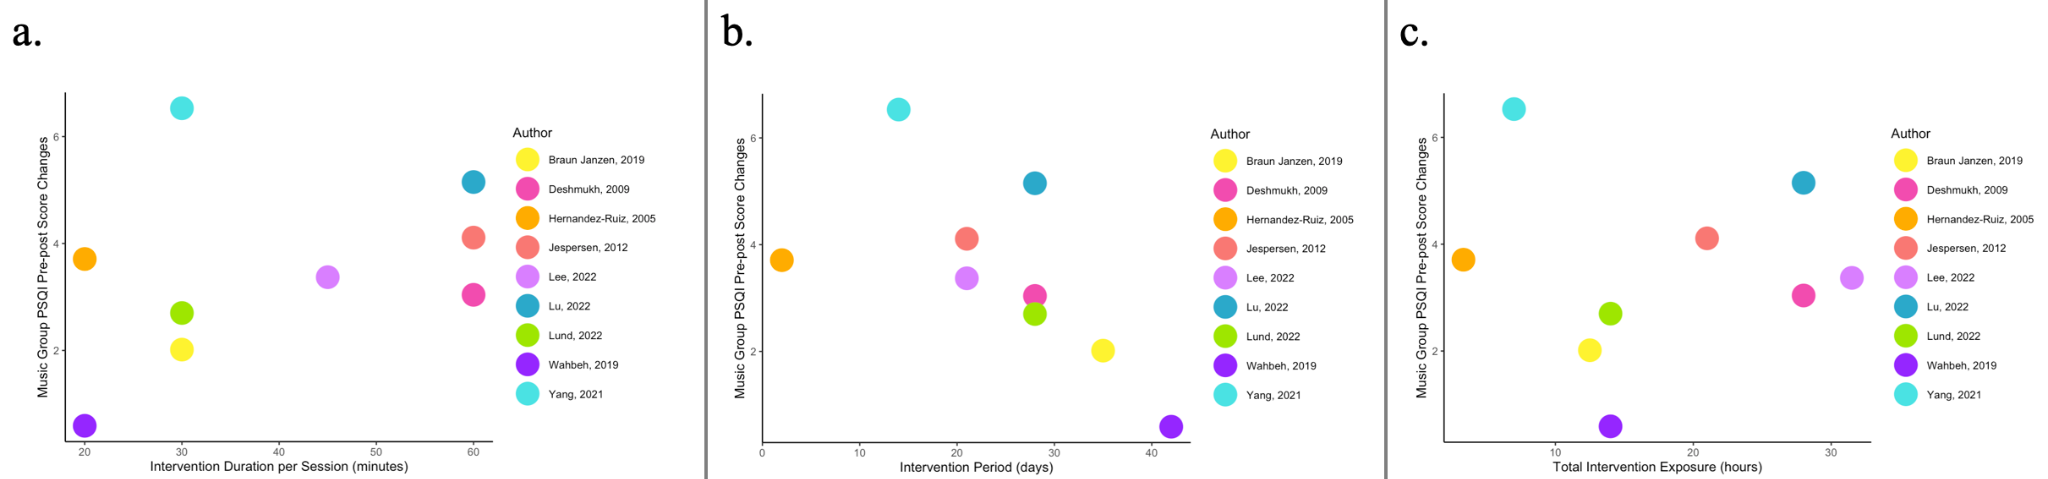 a.
Music Group PSQI Pre-post Score Changes
6
4
2
20
30
40
50
60
Intervention Duration per Session (minutes)
Author
Braun Janzen, 2019
Deshmukh, 2009
Hernandez-Ruiz, 2005
Jespersen, 2012
Lee, 2022
Lu, 2022
Lund, 2022
Wahbeh, 2019
Yang, 2021
b.
Music Group PSQI Pre-post Score Changes
6
4
2
0
10
20
30
40
Intervention Period (days)
Author
Braun Janzen, 2019
Deshmukh, 2009
Hernandez-Ruiz, 2005
Jespersen, 2012
Lee, 2022
Lu, 2022
Lund, 2022
Wahbeh, 2019
Yang, 2021
c.
Music Group PSQI Pre-post Score Changes
6
4
2
10
20
30
Total Intervention Exposure (hours)
Author
Braun Janzen, 2019
Deshmukh, 2009
Hernandez-Ruiz, 2005
Jespersen, 2012
Lee, 2022
Lu, 2022
Lund, 2022
Wahbeh, 2019
Yang, 2021